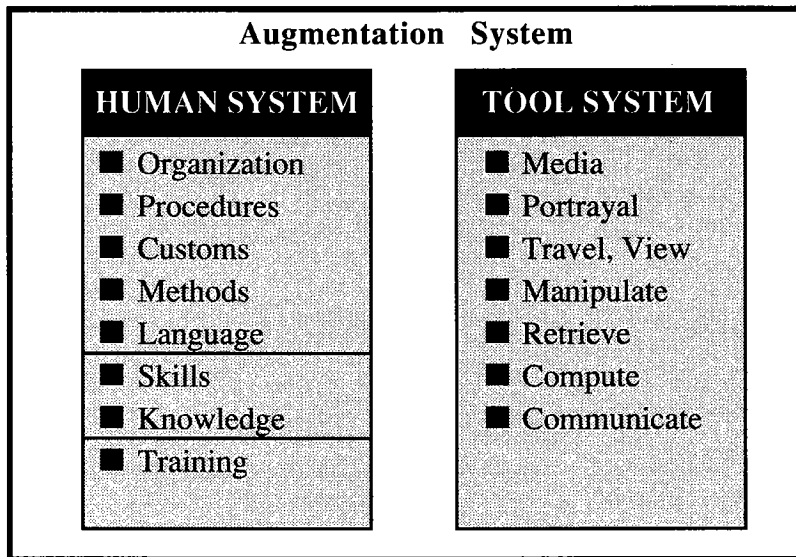 Augmentation System
HUMAN SYSTEM
■ Organization
■ Procedures
■ Customs
■ Methods
■ Language
■ Skills
■ Knowledge
■ Training
TOOL SYSTEM
■ Media
■ Portrayal
■ Travel, View
■ Manipulate
■ Retrieve
■ Compute
■ Communicate